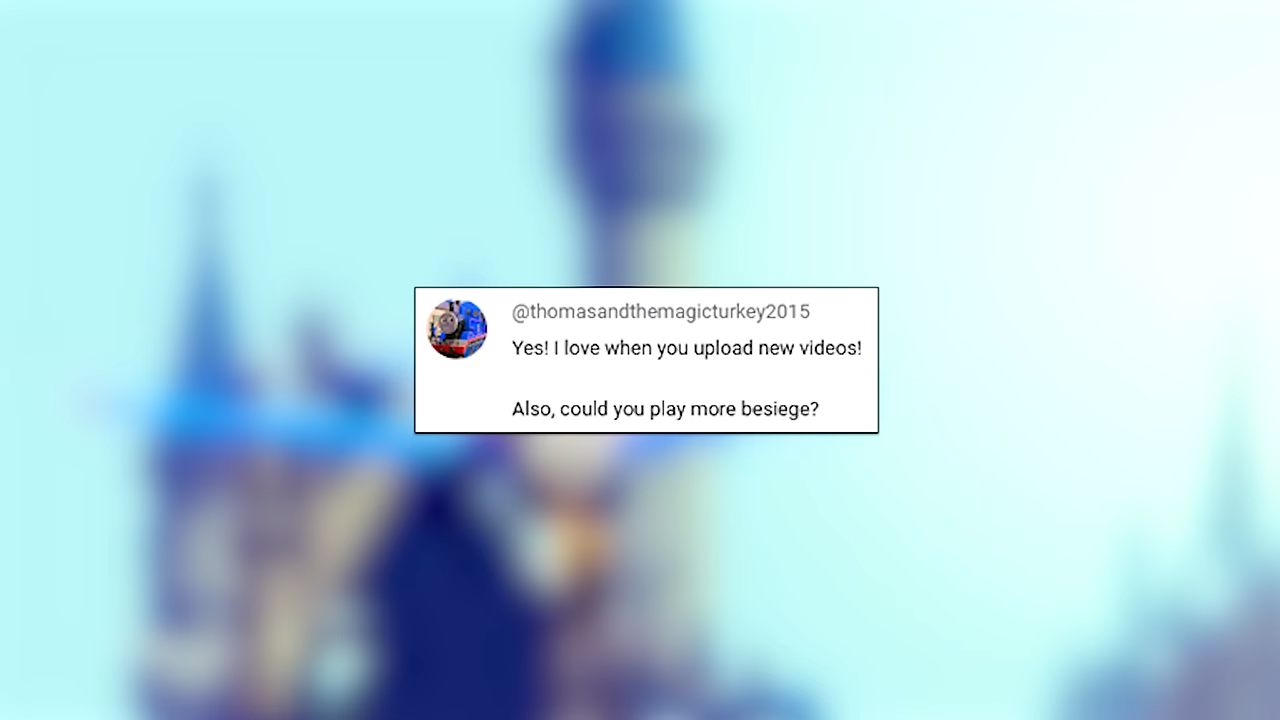 @thomasandthemagicturkey2015
Yes! I love when you upload new videos!
Also, could you play more besiege?